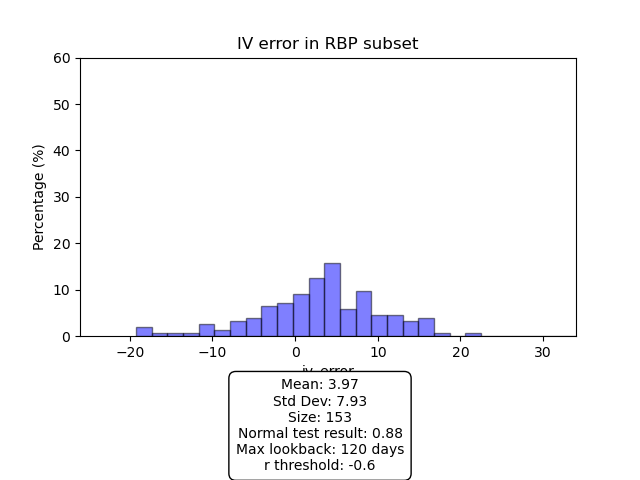 IV error in RBP subset
60
50
40
30
20
10
0
Percentage (%)
−20
−10
0
10
20
30
iv_error
Mean: 3.97
Std Dev: 7.93
Size: 153
Normal test result: 0.88
Max lookback: 120 days
r threshold: -0.6